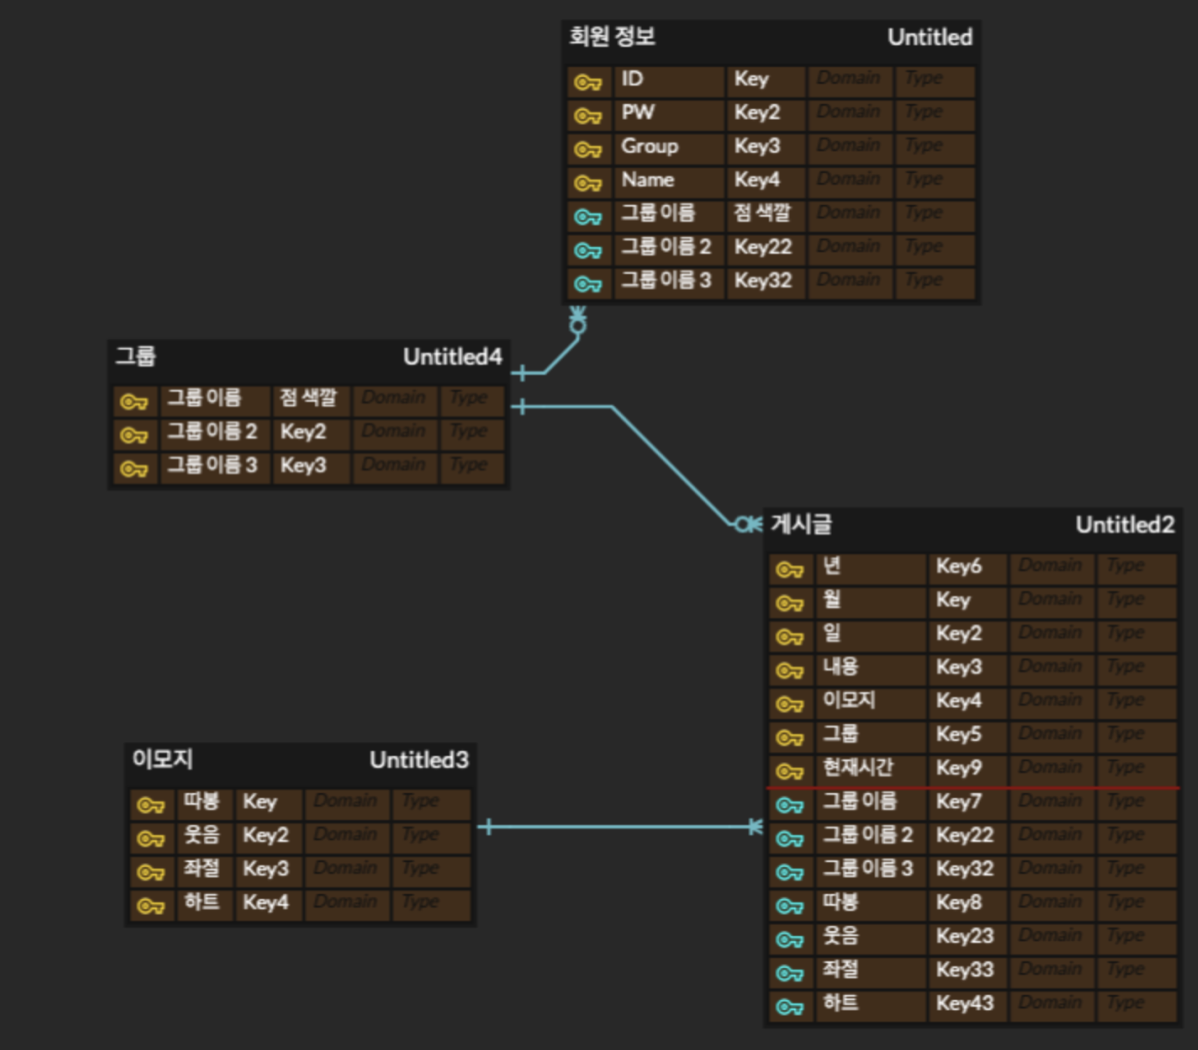 회원 정보 Untitled
ID Key Domain Type
PW Key2 Domain Type
Group Key3 Domain Type
Name Key4 Domain Type
그룹 이름 점 색깔 Domain Type
그룹 이름 2 Key22 Domain Type
그룹 이름 3 Key32 Domain Type
그룹 Untitled4
그룹 이름 점 색깔 Domain Type
그룹 이름 2 Key2 Domain Type
그룹 이름 3 Key3 Domain Type
게시글 Untitled2
년 Key6 Domain Type
월 Key Domain Type
일 Key2 Domain Type
내용 Key3 Domain Type
이모지 Key4 Domain Type
그룹 Key5 Domain Type
현재시간 Key9 Domain Type
그룹 이름 Key7 Domain Type
그룹 이름 2 Key22 Domain Type
그룹 이름 3 Key32 Domain Type
따봉 Key8 Domain Type
웃음 Key23 Domain Type
좌절 Key33 Domain Type
하트 Key43 Domain Type
이모지 Untitled3
따봉 Key Domain Type
웃음 Key2 Domain Type
좌절 Key3 Domain Type
하트 Key4 Domain Type